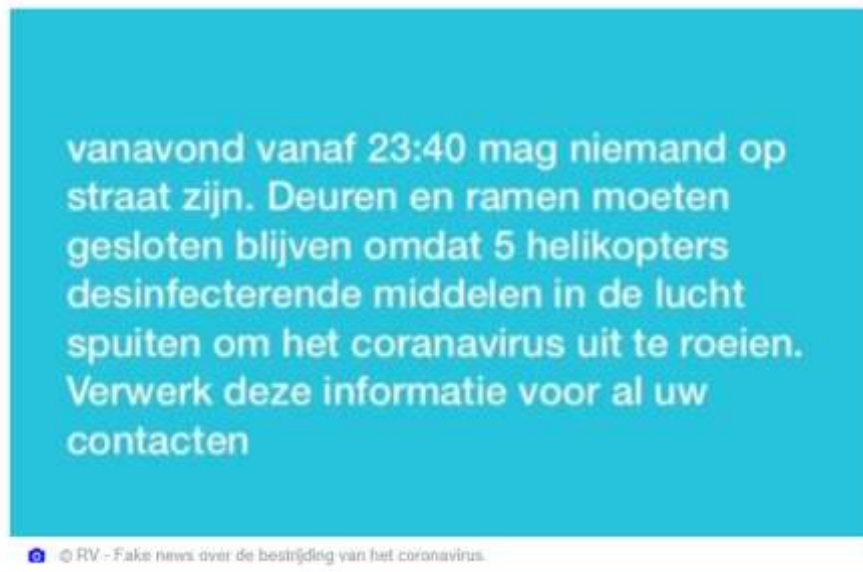 vanavond vanaf 23:40 mag niemand op
straat zijn. Deuren en ramen moeten
gesloten blijven omdat 5 helikopters
desinfecterende middelen in de lucht
spuiten om het coranavirus uit te roeien.
Verwerk deze informatie voor al uw
contacten
© RV - Fake news over de bestrijding van het coronavirus.